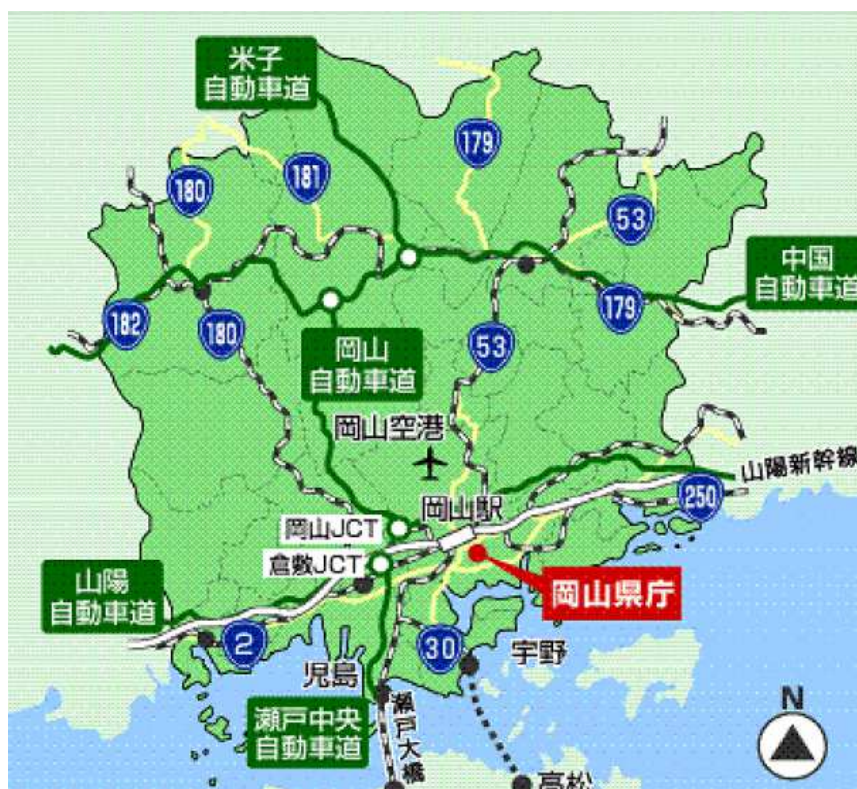 米子
自動車道
179
180
181
53
中国
自動車道
182
180
179
岡山
自動車道
53
岡山空港
山陽新幹線
岡山駅
250
岡山JCT
倉敷JCT
山陽
自動車道
岡山県庁
2
30
宇野
児島
瀬戸中央
自動車道
瀬戸大橋
N
高松